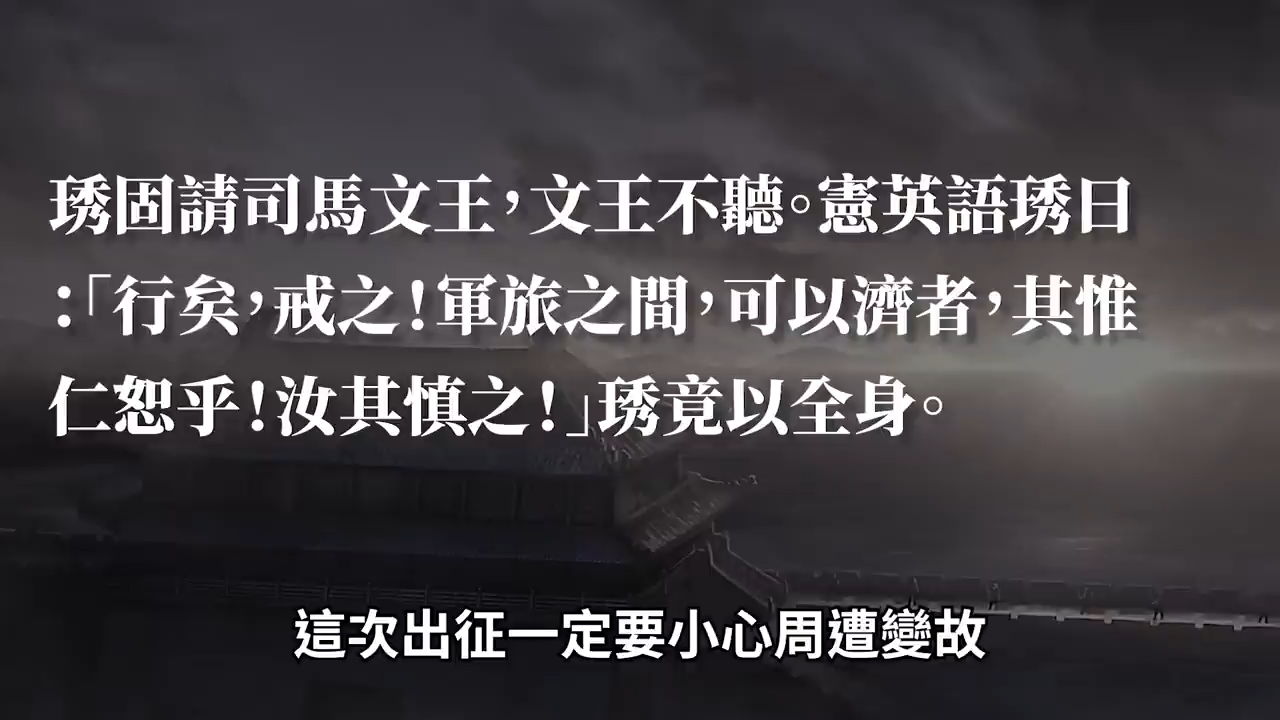 琇固請司馬文王，文王不聽。憲英語琇曰
：「行矣，戒之！軍旅之間，可以濟者，其惟
仁恕乎！汝其慎之！」琇竟以全身。
這次出征一定要小心周遭變故